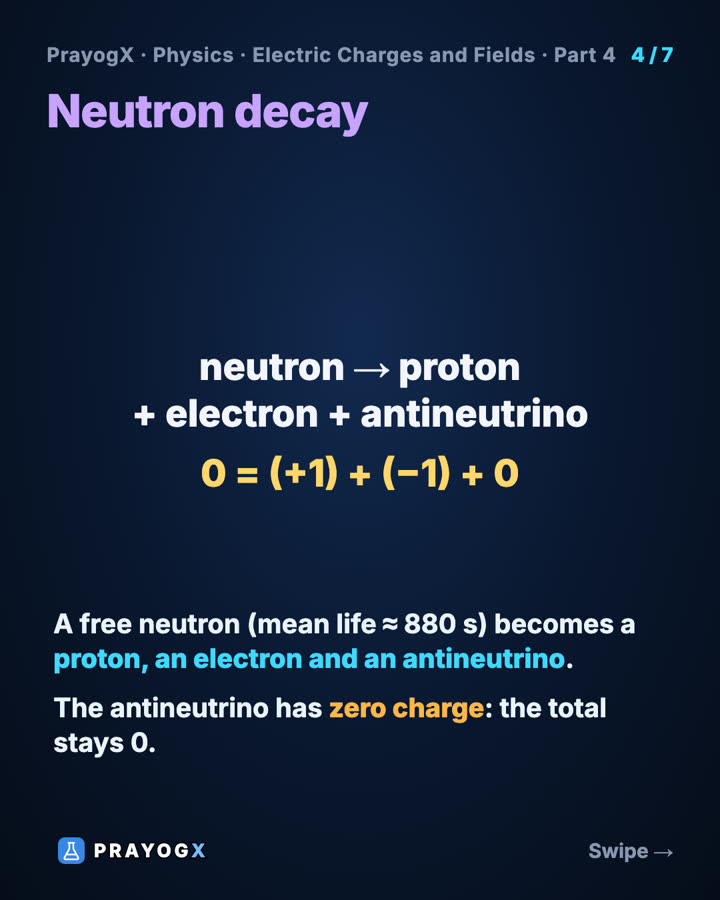 PrayogX · Physics · Electric Charges and Fields · Part 4 4 / 7
Neutron decay
neutron → proton
+ electron + antineutrino
0 = (+1) + (−1) + 0
A free neutron (mean life ≈ 880 s) becomes a
proton, an electron and an antineutrino.
The antineutrino has zero charge: the total
stays 0.
PRAYOGX
Swipe →